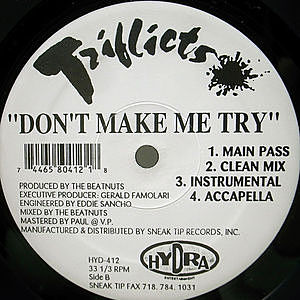 Triflicts
"DON'T MAKE ME TRY"
7 44658 0412 1 8
1. MAIN PASS
2. CLEAN MIX
3. INSTRUMENTAL
4. ACCAPELLA
PRODUCED BY THE BEATNUTS
EXECUTIVE PRODUCER: GERALD FAMOLARI
ENGINEERED BY EDDIE SANCHO
MIXED BY THE BEATNUTS
MASTERED BY PAUL @ V.P.
MANUFACTURED & DISTRIBUTED BY SNEAK TIP RECORDS, INC.
HYD-412
33 1/3 RPM
Side B
SNEAK TIP FAX 718. 784. 1031
HYDRA
ENTERTAINMENT